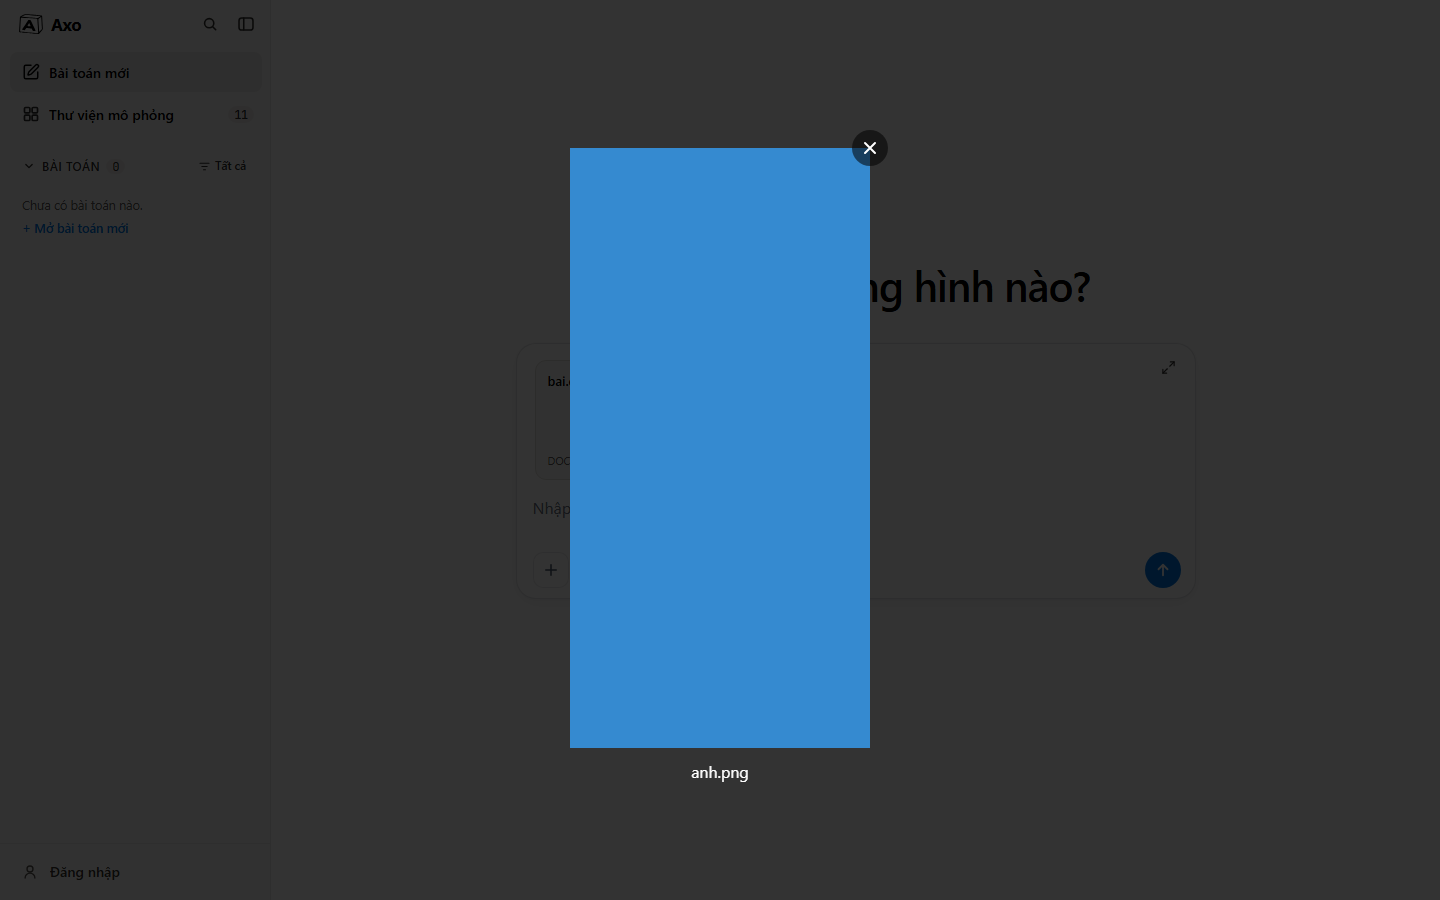 Axo
Bài toán mới
Thư viện mô phỏng 11
BÀI TOÁN 0 Tất cả
Chưa có bài toán nào.
+ Mở bài toán mới
hình nào?
Nhập
anh.png
Đăng nhập